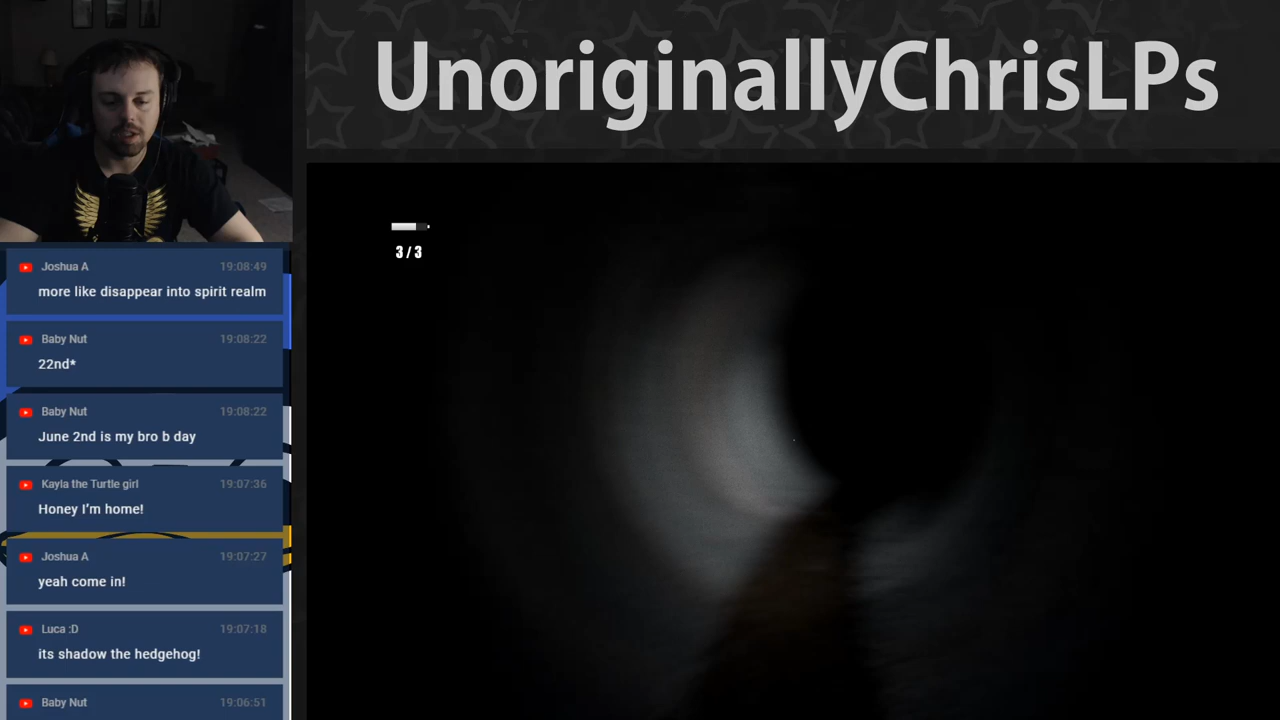 UnoriginallyChrisLPs
3 / 3
Joshua A 19:08:49
more like disappear into spirit realm
Baby Nut 19:08:22
22nd*
Baby Nut 19:08:22
June 2nd is my bro b day
Kayla the Turtle girl 19:07:36
Honey I'm home!
Joshua A 19:07:27
yeah come in!
Luca :D 19:07:18
its shadow the hedgehog!
Baby Nut 19:06:51